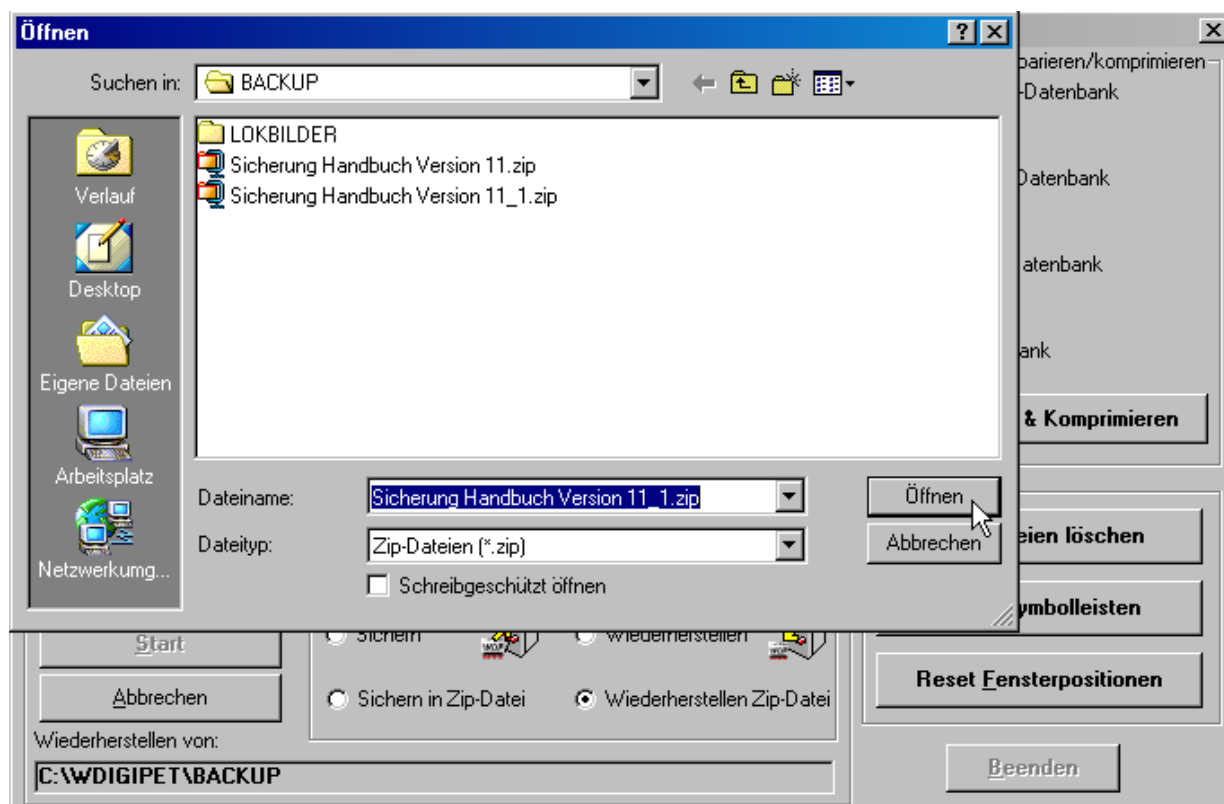 Öffnen
Suchen in:
BACKUP
Verlauf
Desktop
Eigene Dateien
Arbeitsplatz
Netzwerkumg...
LOKBILDER
Sicherung Handbuch Version 11.zip
Sicherung Handbuch Version 11_1.zip
Dateiname:
Sicherung Handbuch Version 11_1.zip
Öffnen
Dateityp:
Zip-Dateien (*.zip)
Abbrechen
Schreibgeschützt öffnen
parieren/komprimieren
-Datenbank
Datenbank
atenbank
ank
& Komprimieren
eien löschen
ymbolleisten
Reset Fensterpositionen
Start
Abbrechen
Sichern
Wiederherstellen
Sichern in Zip-Datei
Wiederherstellen Zip-Datei
Wiederherstellen von:
C:\WDIGIPET\BACKUP
Beenden